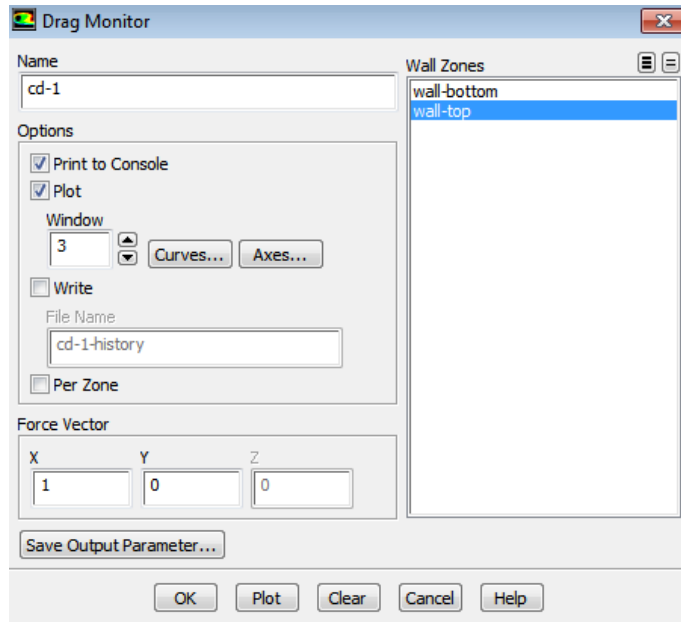 Drag Monitor
Name
cd-1
Options
Print to Console
Plot
Window
3
Curves...
Axes...
Write
File Name
cd-1-history
Per Zone
Force Vector
X Y Z
1 0 0
Save Output Parameter...
Wall Zones
wall-bottom
wall-top
OK Plot Clear Cancel Help